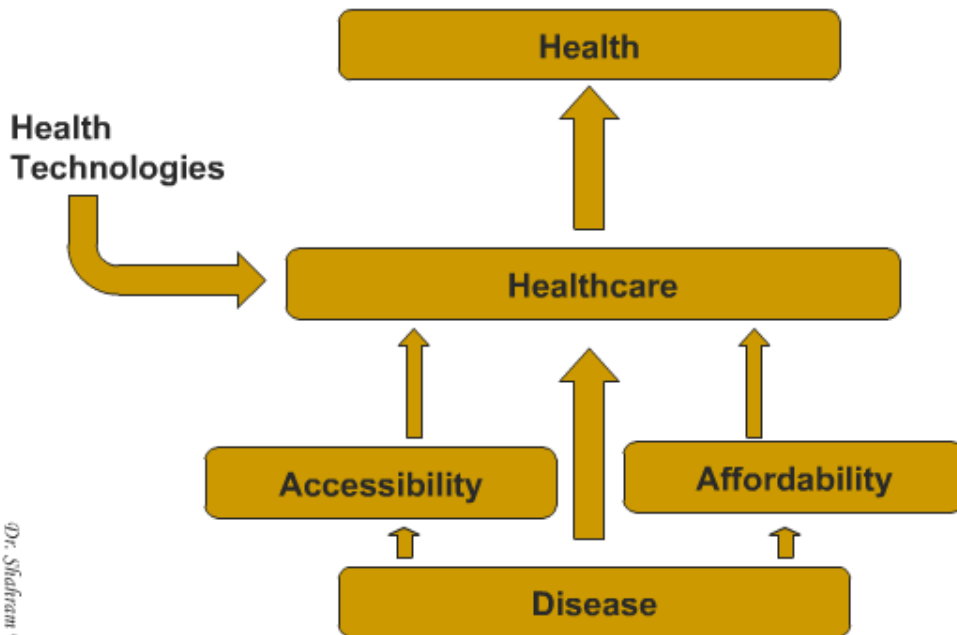 Health
Health
Technologies
Healthcare
Accessibility
Affordability
Disease
Dr. Shahram